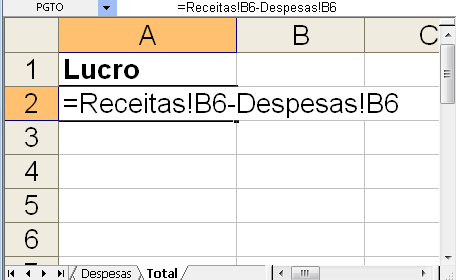 PGTO =Receitas!B6-Despesas!B6
A B C
1 Lucro
2 =Receitas!B6-Despesas!B6
3
4
5
6
Despesas Total